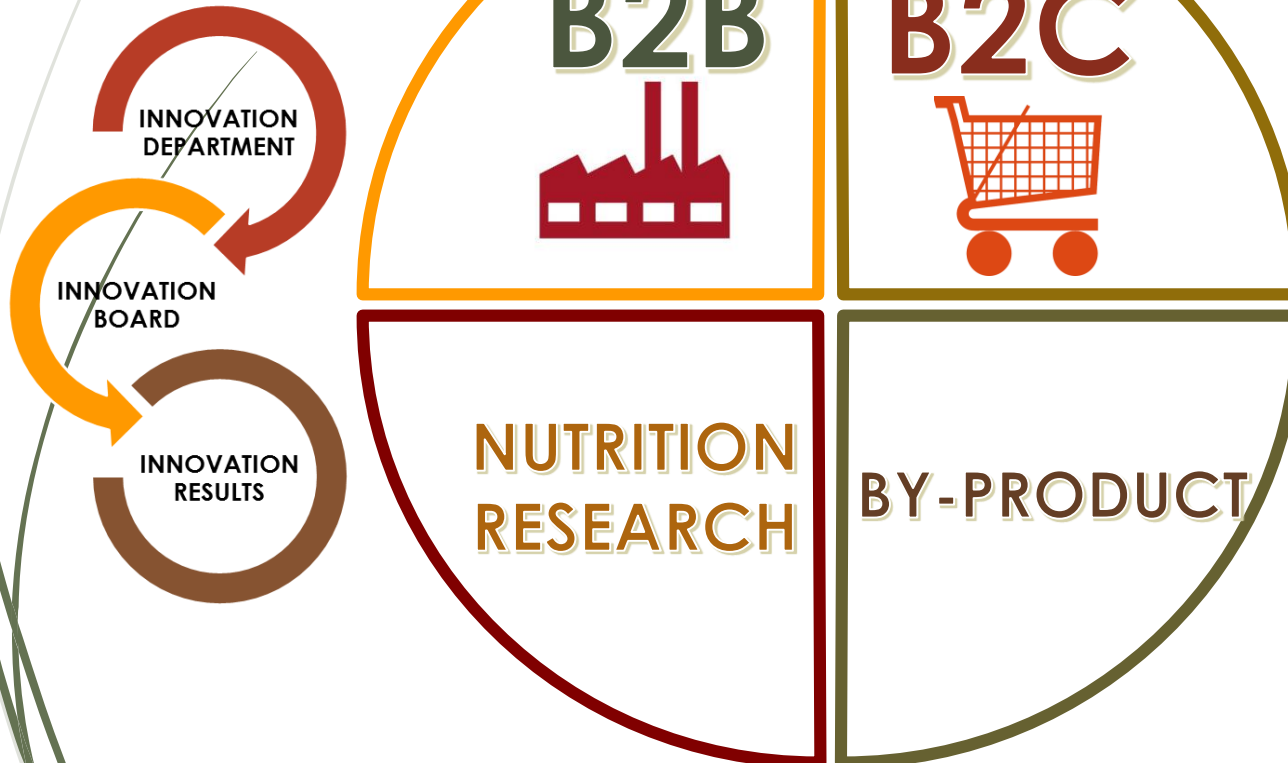 INNOVATION
DEPARTMENT
INNOVATION
BOARD
INNOVATION
RESULTS
B2B
B2C
NUTRITION
RESEARCH
BY-PRODUCT